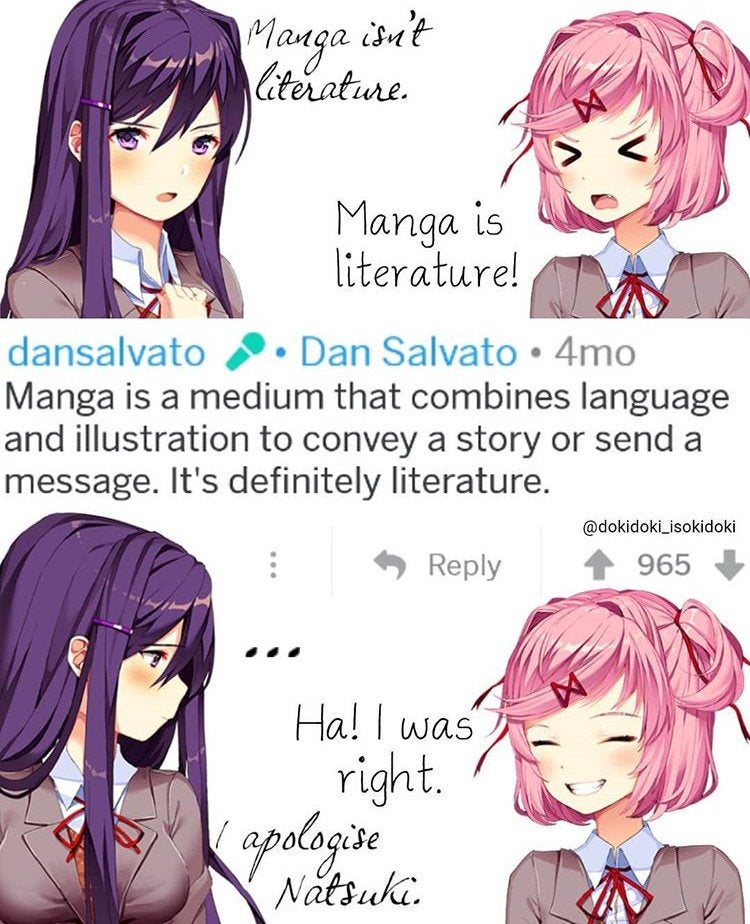 Manga isn't
literature.
Manga is
literature!
dansalvato • Dan Salvato • 4mo
Manga is a medium that combines language
and illustration to convey a story or send a
message. It's definitely literature.
@dokidoki_isokidoki
Reply 965
...
Ha! I was
right.
I apologise
Natsuki.